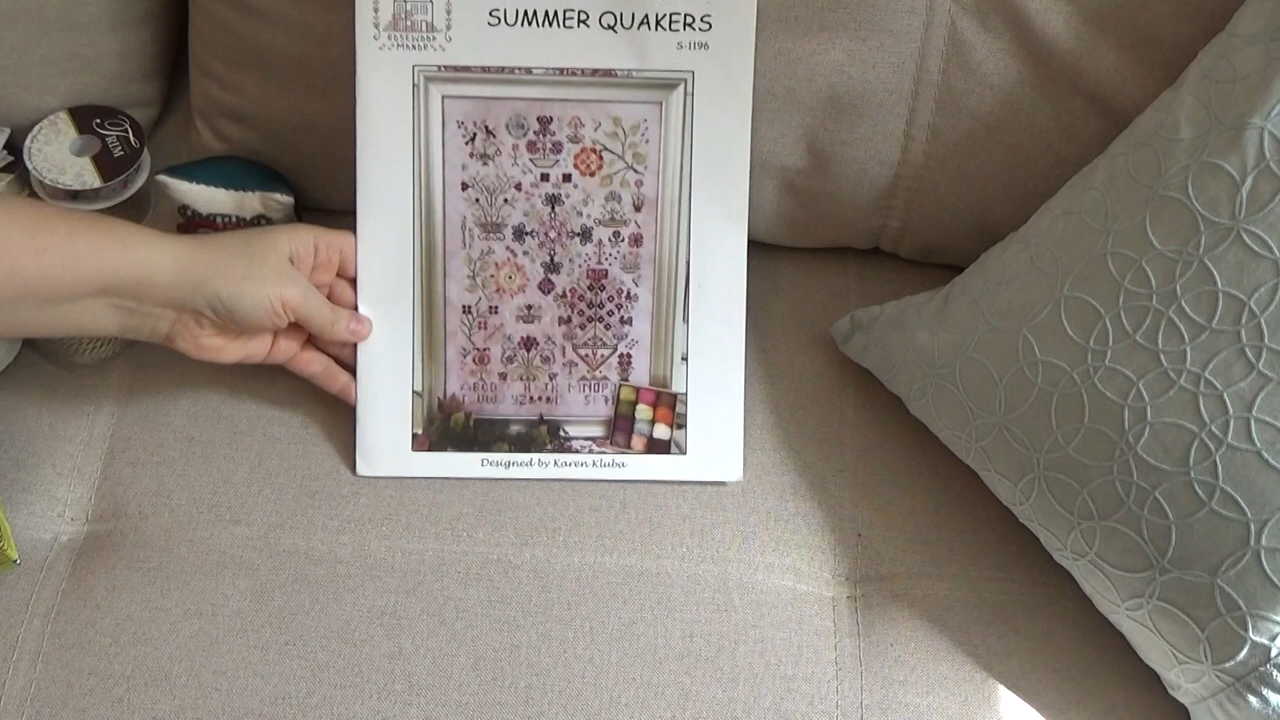 ROSEWOOD
MANOR
SUMMER QUAKERS
S-1196
TRIM
Designed by Karen Kluba